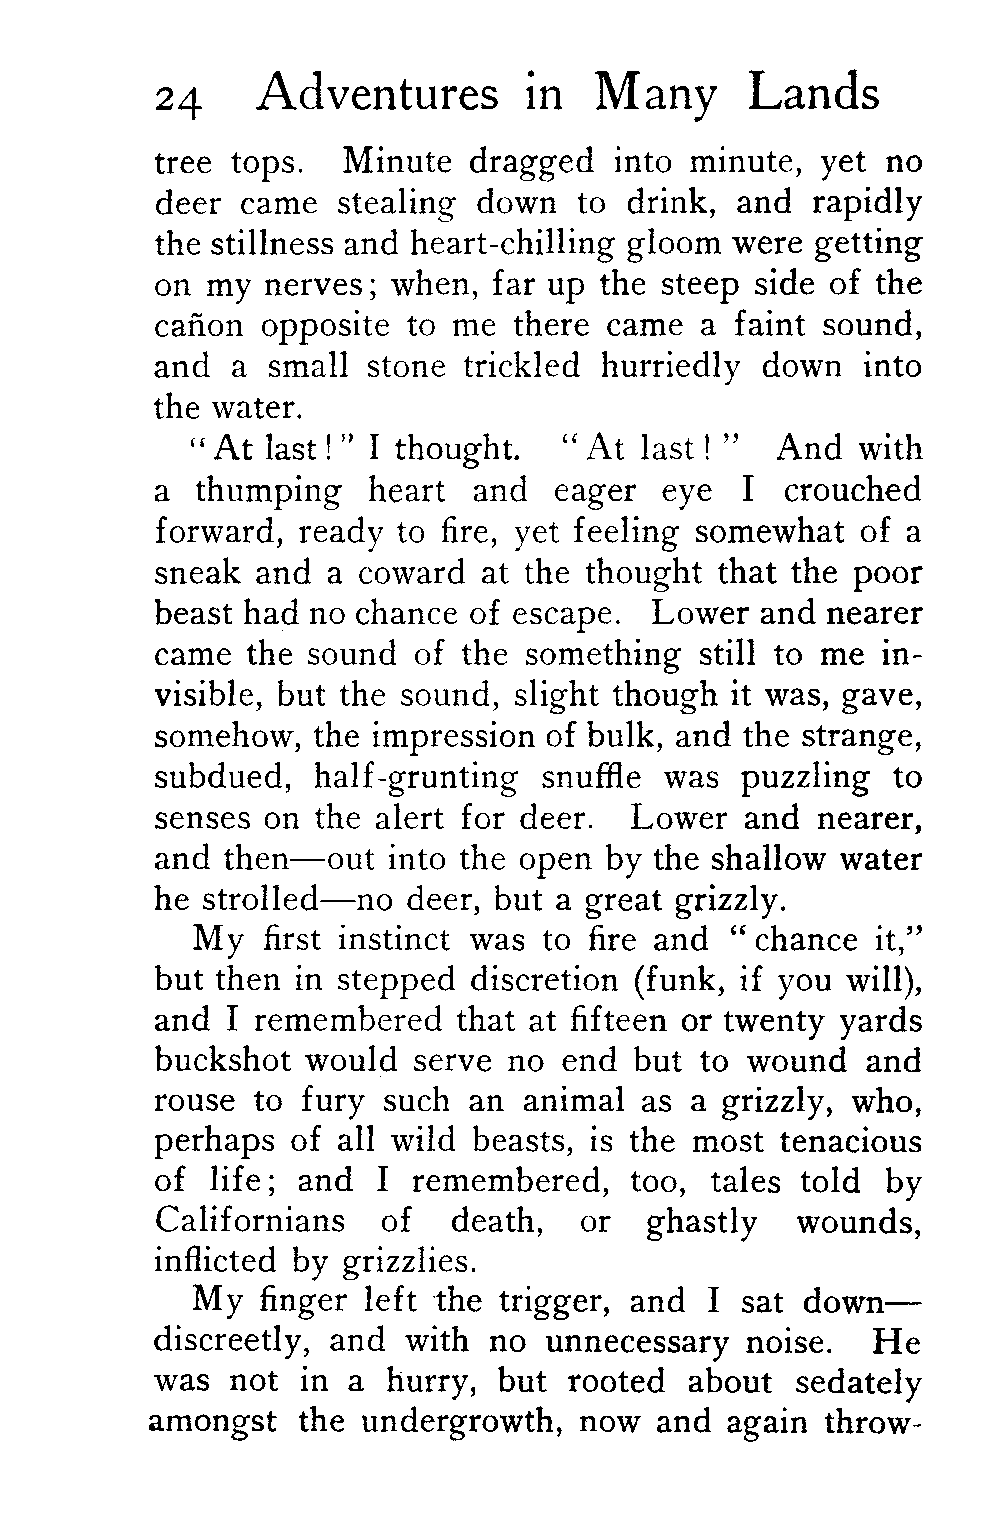 24 Adventures in Many Lands
tree tops. Minute dragged into minute, yet no
deer came stealing down to drink, and rapidly
the stillness and heart-chilling gloom were getting
on my nerves; when, far up the steep side of the
cañon opposite to me there came a faint sound,
and a small stone trickled hurriedly down into
the water.
"At last!" I thought. "At last!" And with
a thumping heart and eager eye I crouched
forward, ready to fire, yet feeling somewhat of a
sneak and a coward at the thought that the poor
beast had no chance of escape. Lower and nearer
came the sound of the something still to me in-
visible, but the sound, slight though it was, gave,
somehow, the impression of bulk, and the strange,
subdued, half-grunting snuffle was puzzling to
senses on the alert for deer. Lower and nearer,
and then—out into the open by the shallow water
he strolled—no deer, but a great grizzly.
My first instinct was to fire and "chance it,"
but then in stepped discretion (funk, if you will),
and I remembered that at fifteen or twenty yards
buckshot would serve no end but to wound and
rouse to fury such an animal as a grizzly, who,
perhaps of all wild beasts, is the most tenacious
of life; and I remembered, too, tales told by
Californians of death, or ghastly wounds,
inflicted by grizzlies.
My finger left the trigger, and I sat down—
discreetly, and with no unnecessary noise. He
was not in a hurry, but rooted about sedately
amongst the undergrowth, now and again throw-